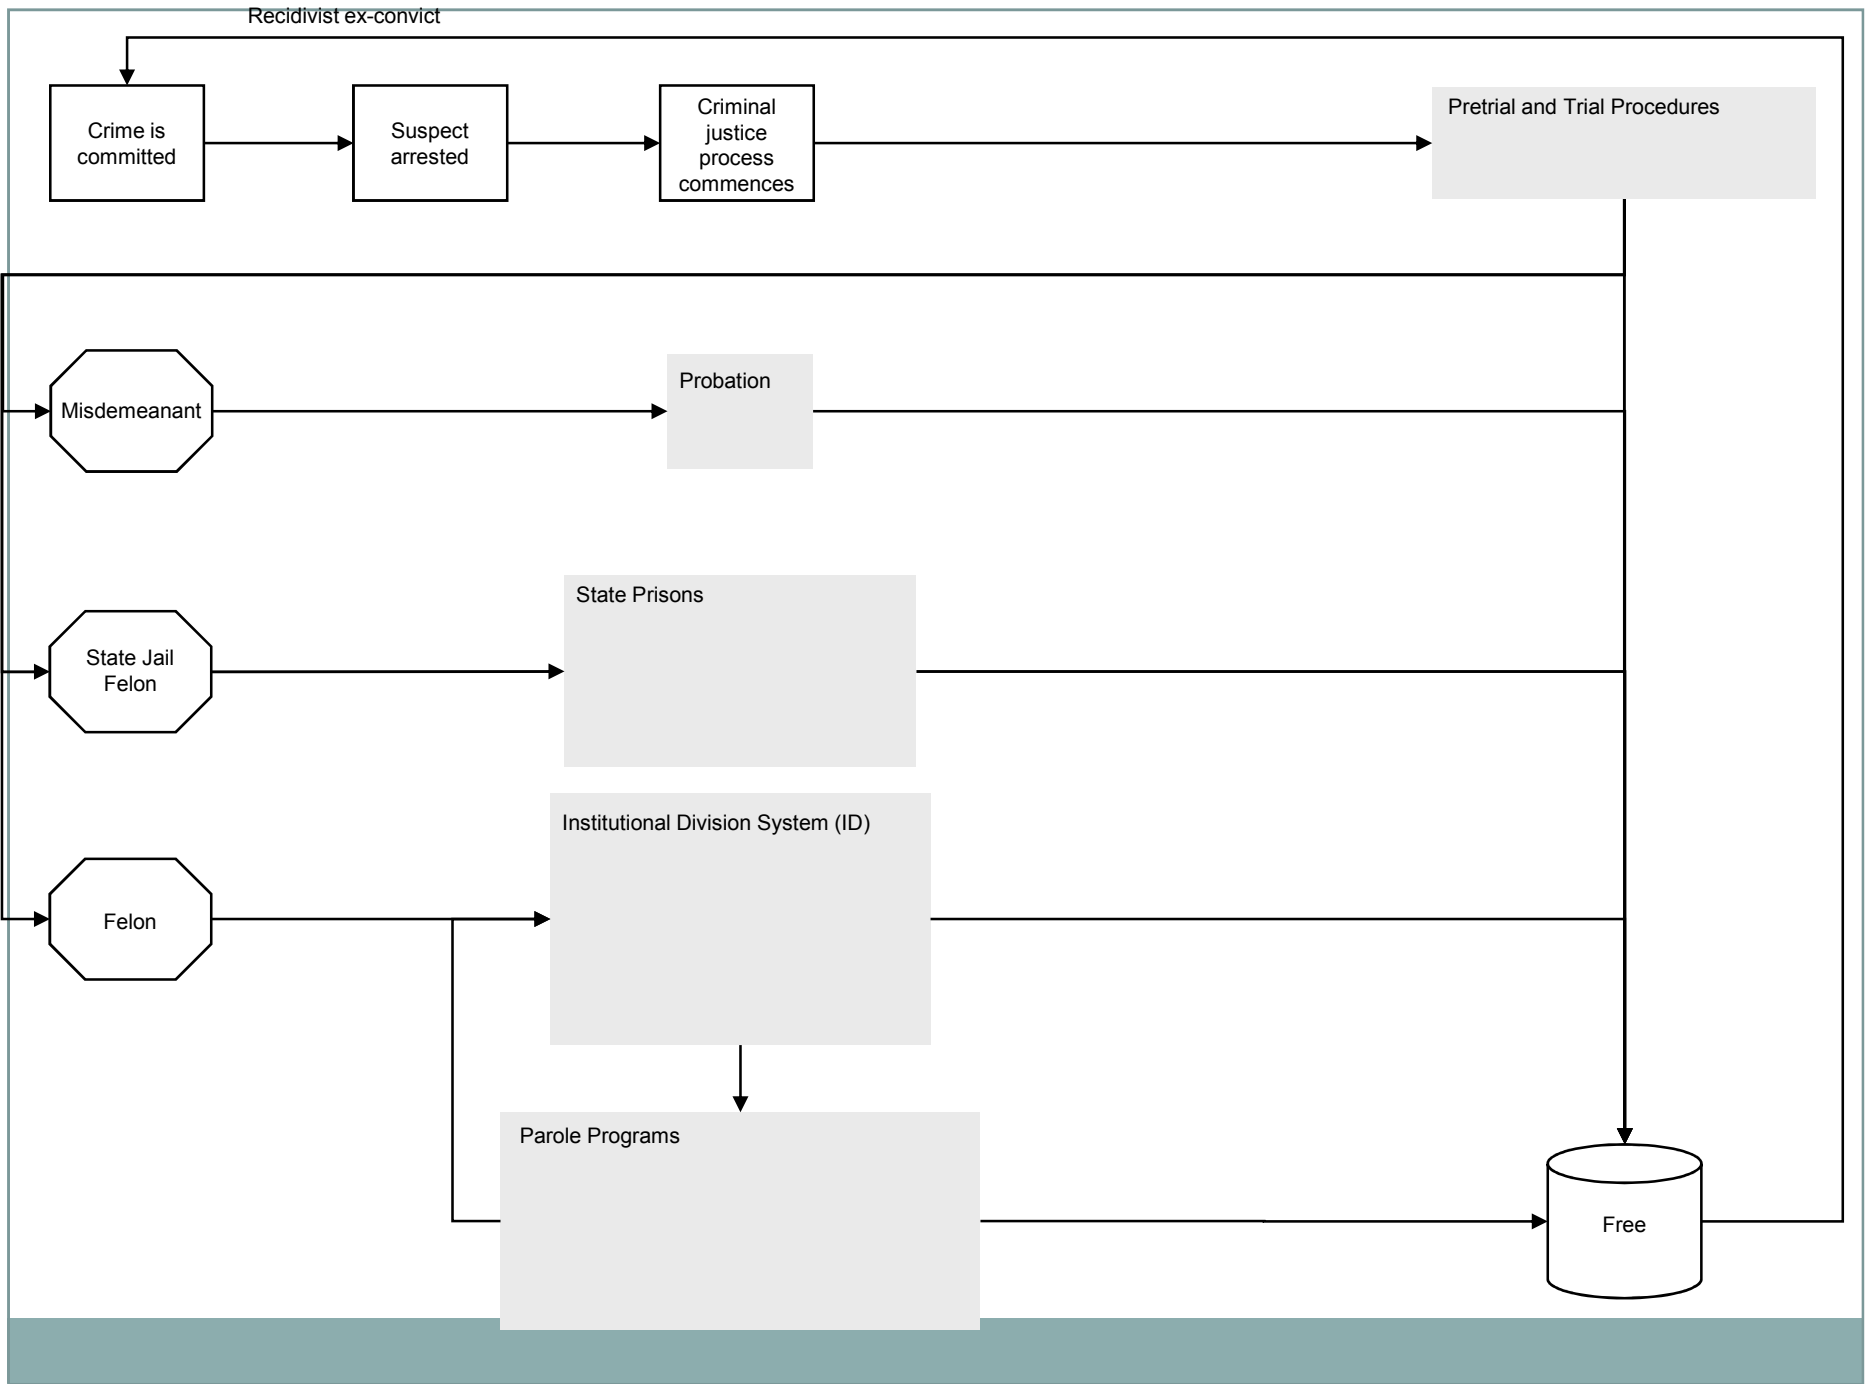 Recidivist ex-convict
Crime is
committed
Suspect
arrested
Criminal
justice
process
commences
Pretrial and Trial Procedures
Misdemeanant
Probation
State Prisons
State Jail
Felon
Institutional Division System (ID)
Felon
Parole Programs
Free